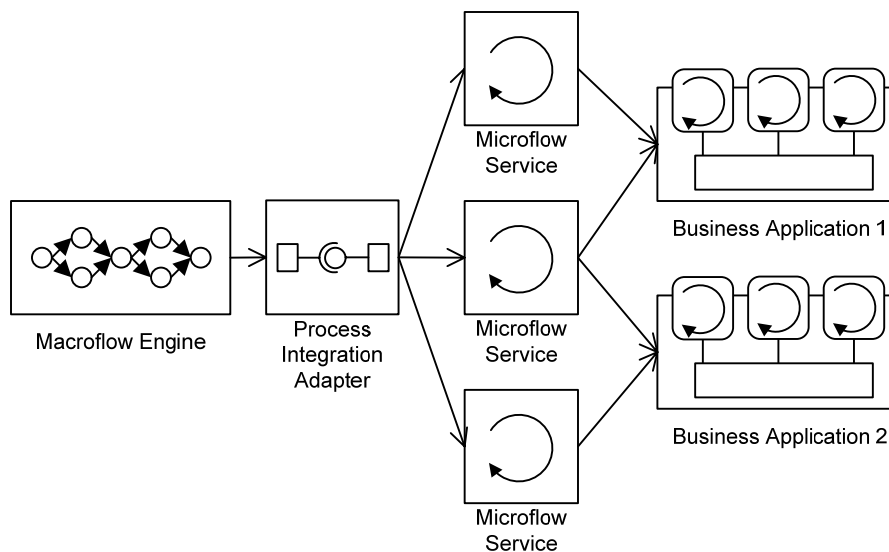 Microflow
Service
Business Application 1
Macroflow Engine
Process
Integration
Adapter
Microflow
Service
Business Application 2
Microflow
Service